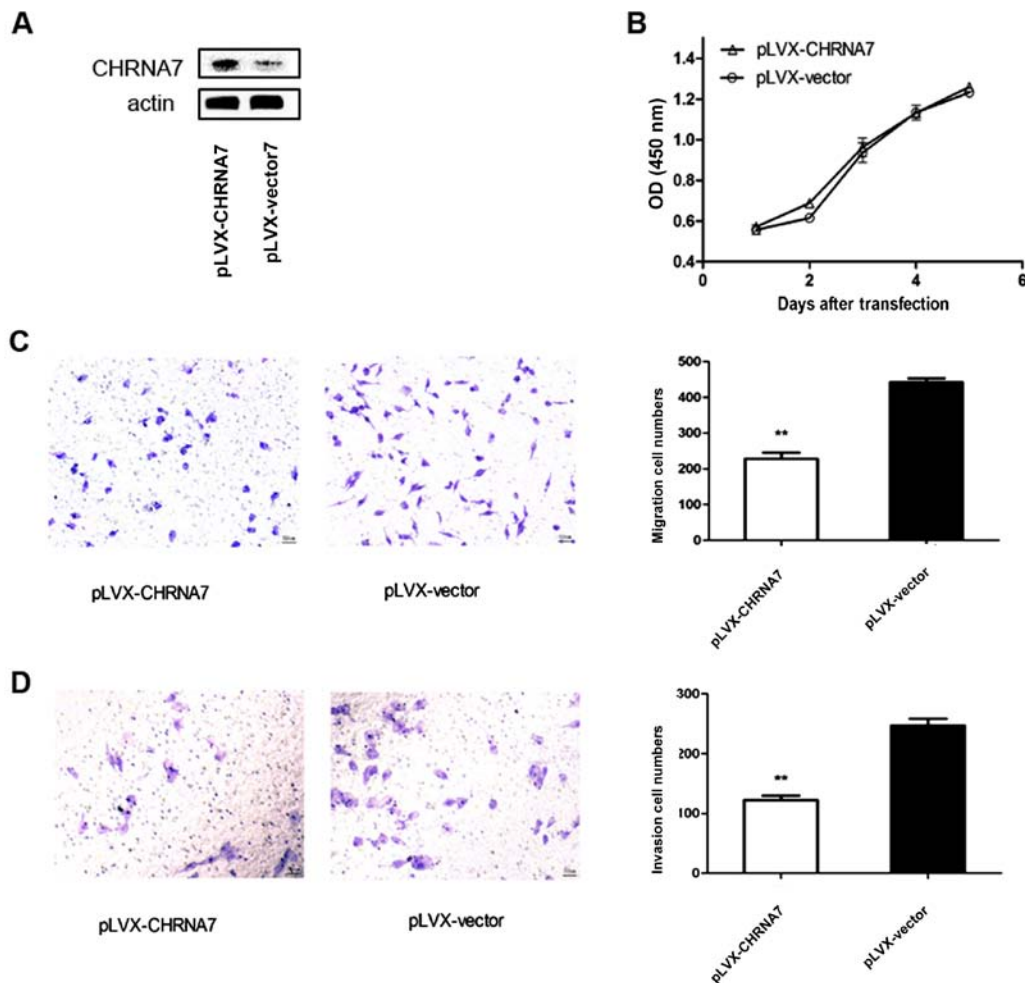 A
CHRNA7
actin
pLVX-CHRNA7
pLVX-vector7
B
pLVX-CHRNA7
pLVX-vector
OD (450 nm)
1.2
1.0
0.8
0.6
0.4
0
2
4
6
Days after transfection
C
pLVX-CHRNA7
pLVX-vector
Migration cell numbers
500
400
300
200
100
0
**
pLVX-CHRNA7
pLVX-vector
D
pLVX-CHRNA7
pLVX-vector
Invasion cell numbers
300
200
100
0
**
pLVX-CHRNA7
pLVX-vector